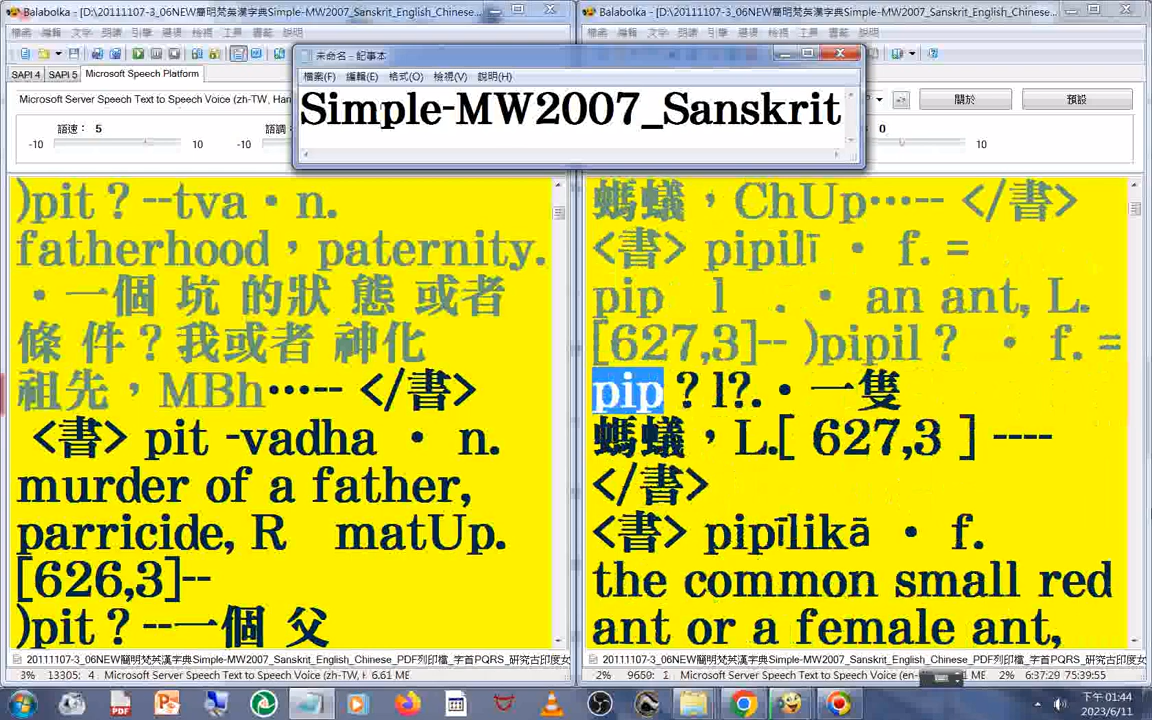 Balabolka - [D:\20111107-3_06NEW簡明梵英漢字典Simple-MW2007_Sanskrit_English_Chinese...
Balabolka - [D:\20111107-3_06NEW簡明梵英漢字典Simple-MW2007_Sanskrit_English_Chinese...
未命名 - 記事本
檔案(F) 編輯(E) 格式(O) 檢視(V) 說明(H)
Simple-MW2007_Sanskrit
SAPI 4 SAPI 5 Microsoft Speech Platform
Microsoft Server Speech Text to Speech Voice (zh-TW, Han
關於 預設
語速： 5 語調： 0
-10 10 -10 10
)pit？--tva‧n.
fatherhood，paternity.
‧一個 坑 的狀 態 或者
條 件？我或者 神化
祖先，MBh…-- </書>
<書> pit -vadha ‧ n.
murder of a father,
parricide, R matUp.
[626,3]--
)pit？--一個 父
螞蟻，ChUp…-- </書>
<書> pipilī ‧ f. =
pip l . ‧ an ant, L.
[627,3]-- )pipil？ ‧ f. =
pip ？l?.‧一隻
螞蟻，L.[ 627,3 ] ----
</書>
<書> pipīlikā ‧ f.
the common small red
ant or a female ant,
20111107-3_06NEW簡明梵英漢字典Simple-MW2007_Sanskrit_English_Chinese_PDF列印檔_字首PQRS_研究古印度女
20111107-3_06NEW簡明梵英漢字典Simple-MW2007_Sanskrit_English_Chinese_PDF列印檔_字首PQRS_研究古印度女
3% 13305: 4 Microsoft Server Speech Text to Speech Voice (zh-TW, 6.61 ME
2% 9659: 1 Microsoft Server Speech Text to Speech Voic 2% 6:37:29 75:39:55
下午 01:44
2023/6/11